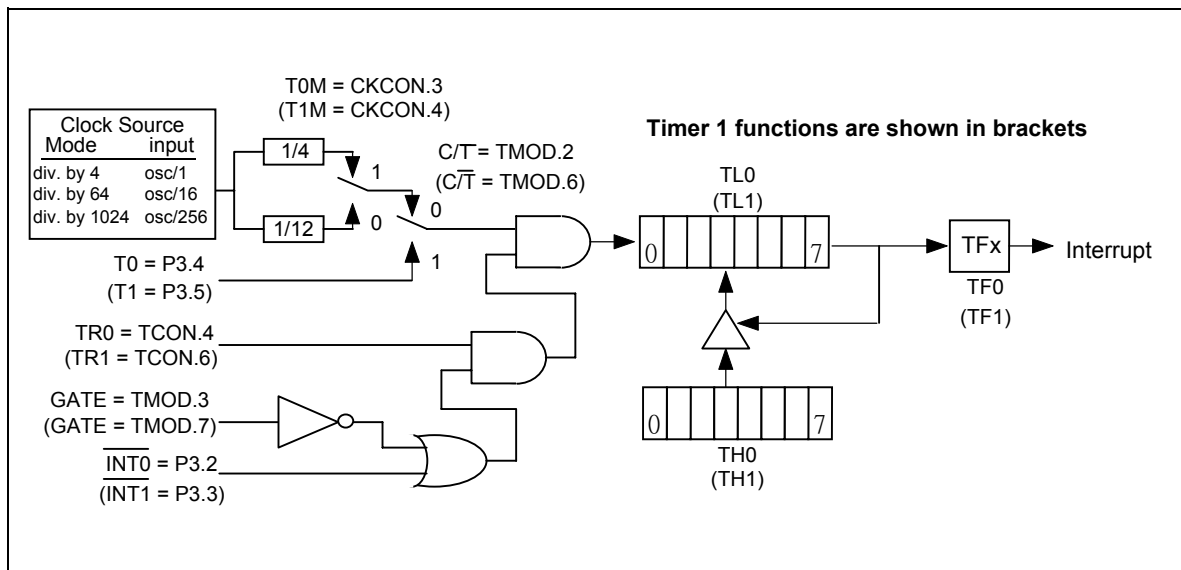 T0M = CKCON.3
(T1M = CKCON.4)
Clock Source
Mode input
div. by 4 osc/1
div. by 64 osc/16
div. by 1024 osc/256
1/4
1/12
1
0
C/T = TMOD.2
(C/T̅ = TMOD.6)
0
1
T0 = P3.4
(T1 = P3.5)
TR0 = TCON.4
(TR1 = TCON.6)
GATE = TMOD.3
(GATE = TMOD.7)
INT0 = P3.2
(INT1 = P3.3)
Timer 1 functions are shown in brackets
TL0
(TL1)
0 7
TFx
Interrupt
TF0
(TF1)
0 7
TH0
(TH1)